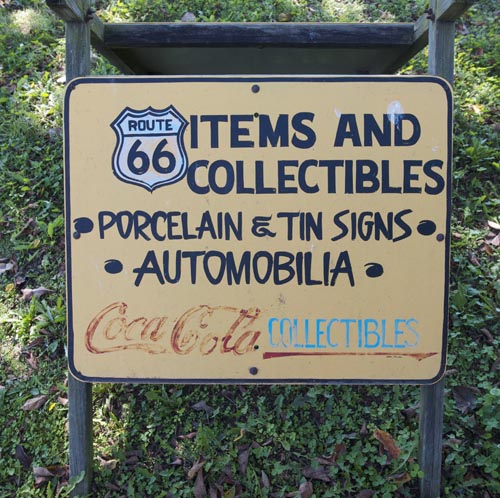 ROUTE
66
ITEMS AND
COLLECTIBLES
• PORCELAIN & TIN SIGNS •
• AUTOMOBILIA •
Coca-Cola COLLECTIBLES